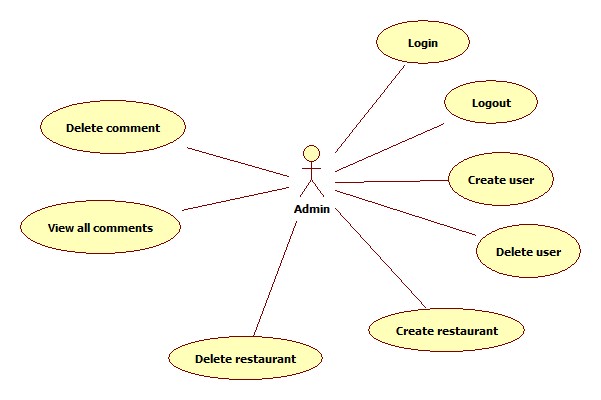 Login
Logout
Delete comment
Create user
Admin
View all comments
Delete user
Create restaurant
Delete restaurant